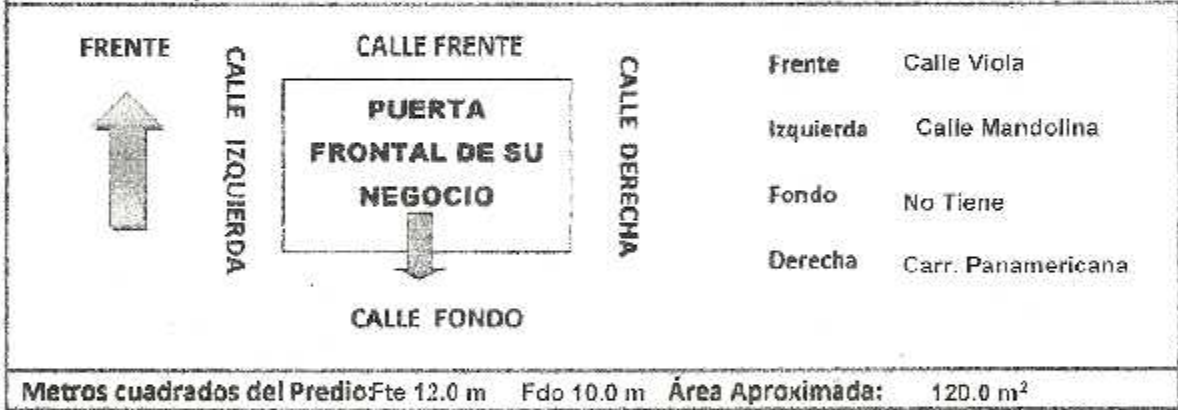 FRENTE
CALLE IZQUIERDA
CALLE FRENTE
PUERTA
FRONTAL DE SU
NEGOCIO
CALLE FONDO
CALLE DERECHA
Frente Calle Viola
Izquierda Calle Mandolina
Fondo No Tiene
Derecha Carr. Panamericana
Metros cuadrados del Predio:Fte 12.0 m Fdo 10.0 m Área Aproximada: 120.0 m²